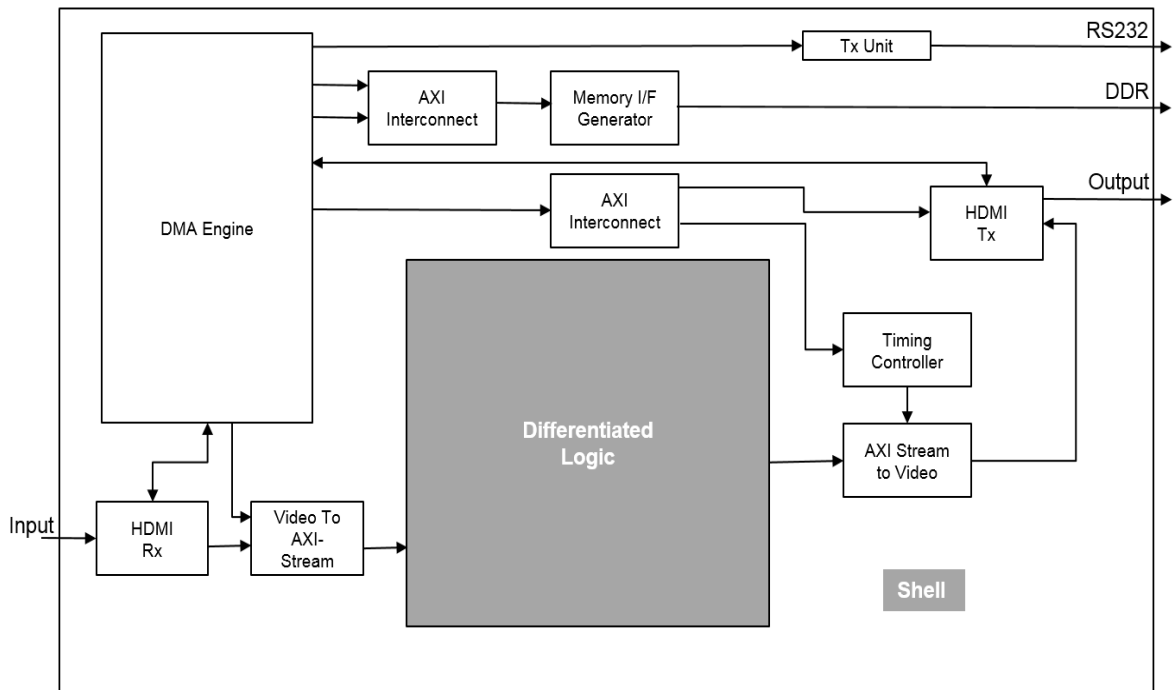 RS232
Tx Unit
DDR
AXI
Interconnect
Memory I/F
Generator
Output
AXI
Interconnect
HDMI
Tx
DMA Engine
Timing
Controller
Differentiated
Logic
AXI Stream
to Video
Input
HDMI
Rx
Video To
AXI-
Stream
Shell